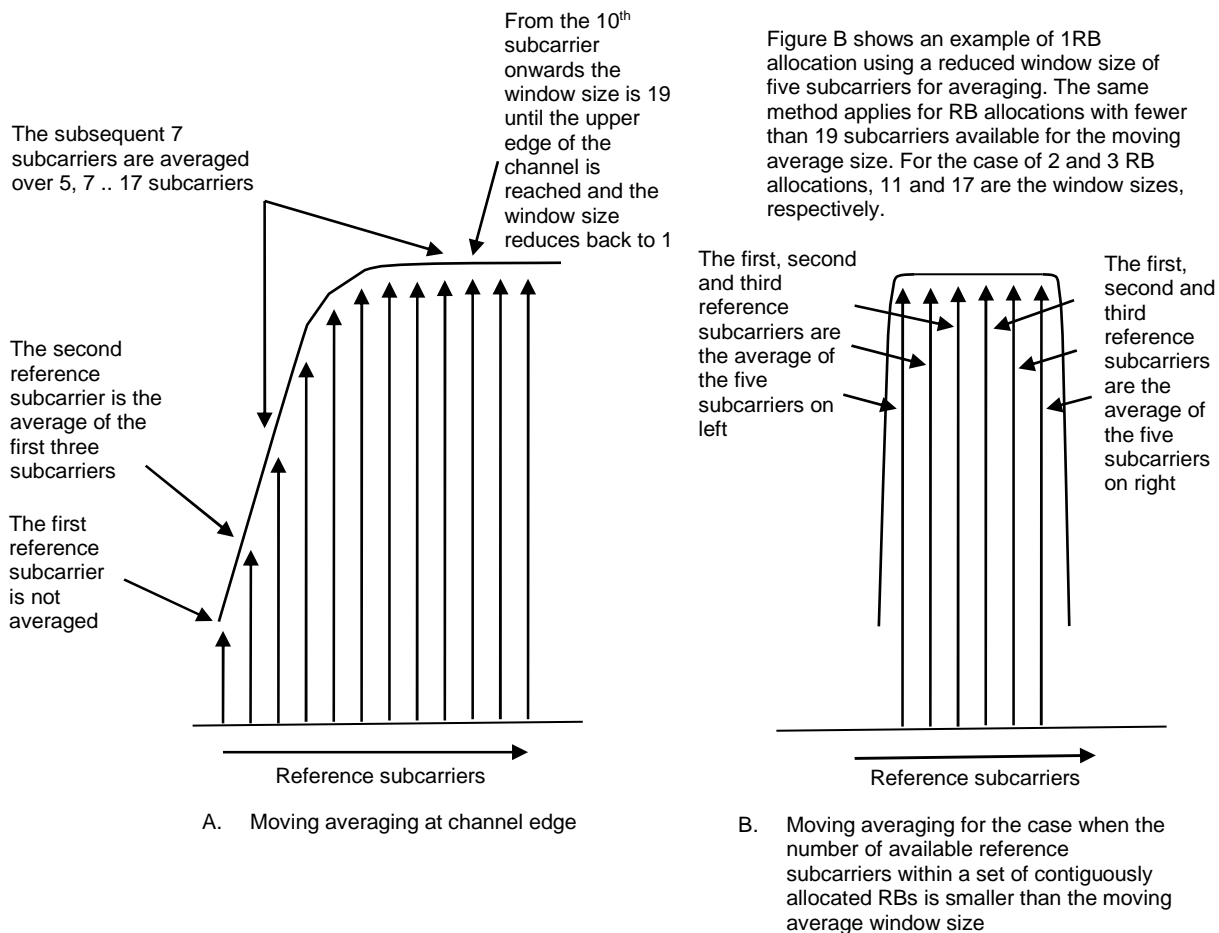 From the 10th
subcarrier
onwards the
window size is 19
until the upper
edge of the
channel is
reached and the
window size
reduces back to 1
The subsequent 7
subcarriers are averaged
over 5, 7 .. 17 subcarriers
The second
reference
subcarrier is the
average of the
first three
subcarriers
The first
reference
subcarrier
is not
averaged
Reference subcarriers
A. Moving averaging at channel edge
Figure B shows an example of 1RB
allocation using a reduced window size of
five subcarriers for averaging. The same
method applies for RB allocations with fewer
than 19 subcarriers available for the moving
average size. For the case of 2 and 3 RB
allocations, 11 and 17 are the window sizes,
respectively.
The first, second
and third
reference
subcarriers are
the average of
the five
subcarriers on
left
The first,
second and
third
reference
subcarriers
are the
average of
the five
subcarriers
on right
Reference subcarriers
B. Moving averaging for the case when the
number of available reference
subcarriers within a set of contiguously
allocated RBs is smaller than the moving
average window size